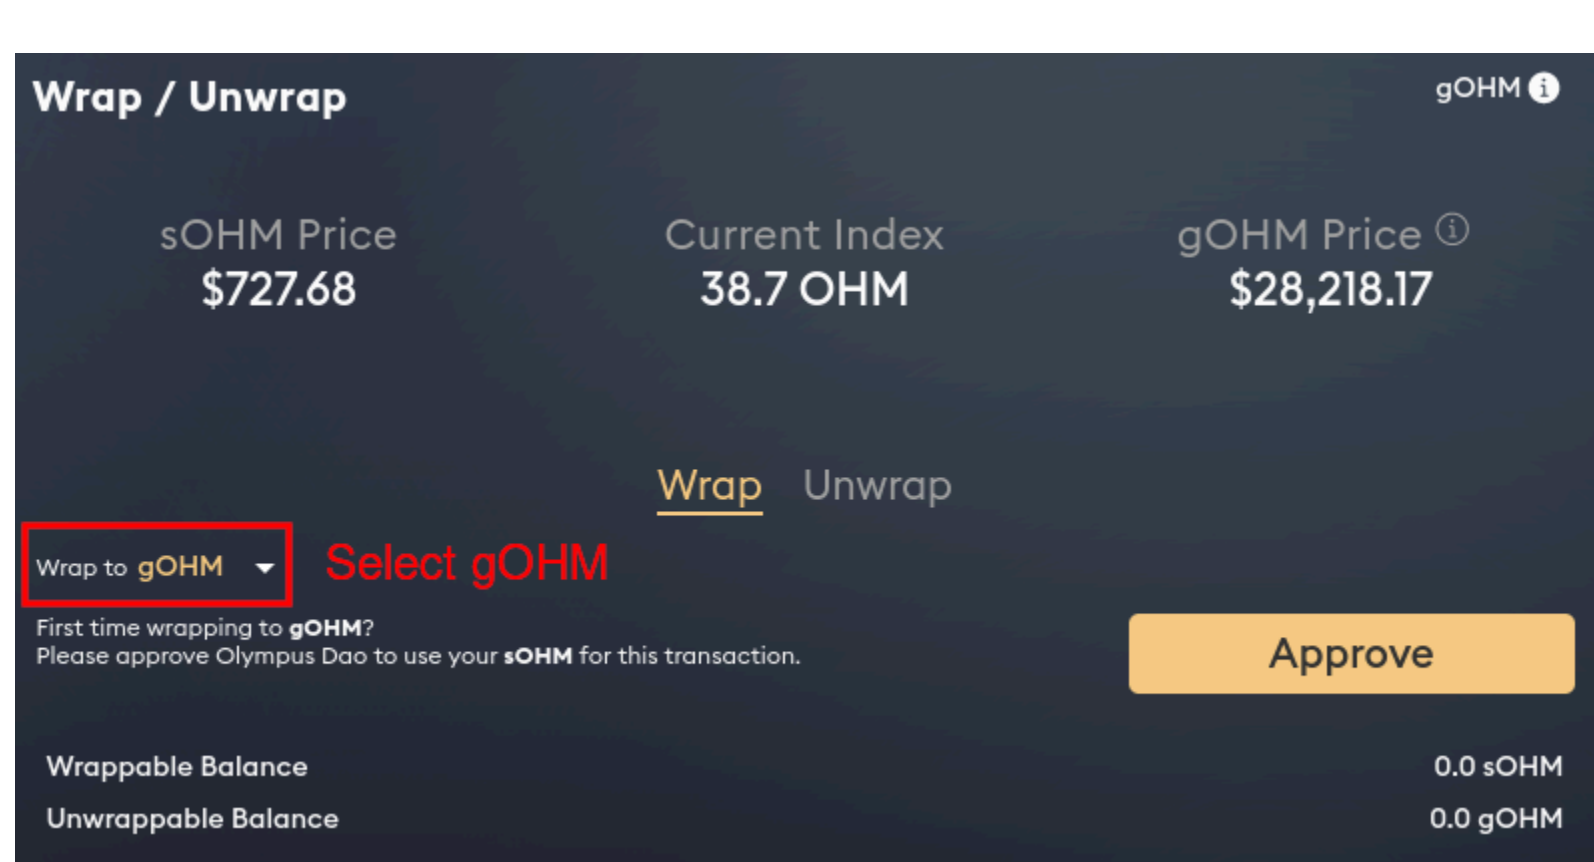 Wrap / Unwrap
gOHM i
sOHM Price
$727.68
Current Index
38.7 OHM
gOHM Price i
$28,218.17
Wrap Unwrap
Wrap to gOHM
Select gOHM
First time wrapping to gOHM?
Please approve Olympus Dao to use your sOHM for this transaction.
Approve
Wrappable Balance 0.0 sOHM
Unwrappable Balance 0.0 gOHM